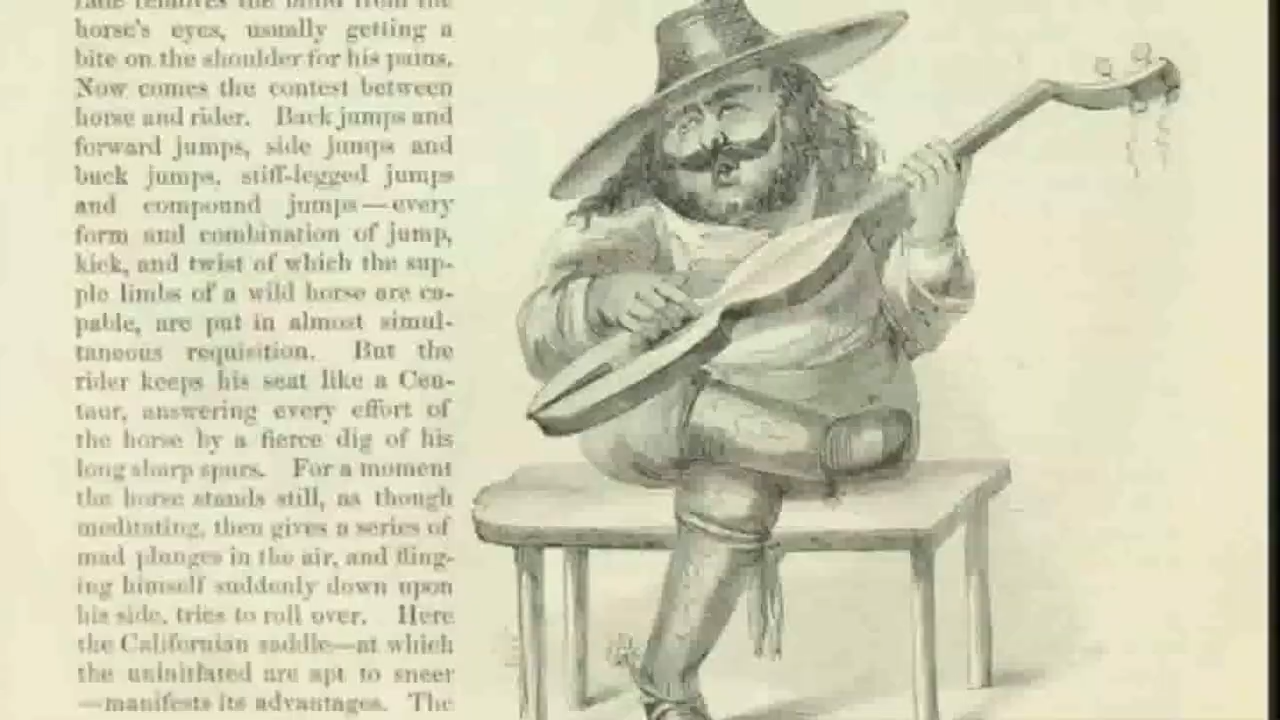 removes the blind from the
horse's eyes, usually getting a
bite on the shoulder for his pains.
Now comes the contest between
horse and rider. Back jumps and
forward jumps, side jumps and
buck jumps, stiff-legged jumps
and compound jumps—every
form and combination of jump,
kick, and twist of which the sup-
ple limbs of a wild horse are ca-
pable, are put in almost simul-
taneous requisition. But the
rider keeps his seat like a Cen-
taur, answering every effort of
the horse by a fierce dig of his
long sharp spurs. For a moment
the horse stands still, as though
meditating, then gives a series of
mad plunges in the air, and fling-
ing himself suddenly down upon
his side, tries to roll over. Here
the Californian saddle—at which
the uninitiated are apt to sneer
—manifests its advantages. The